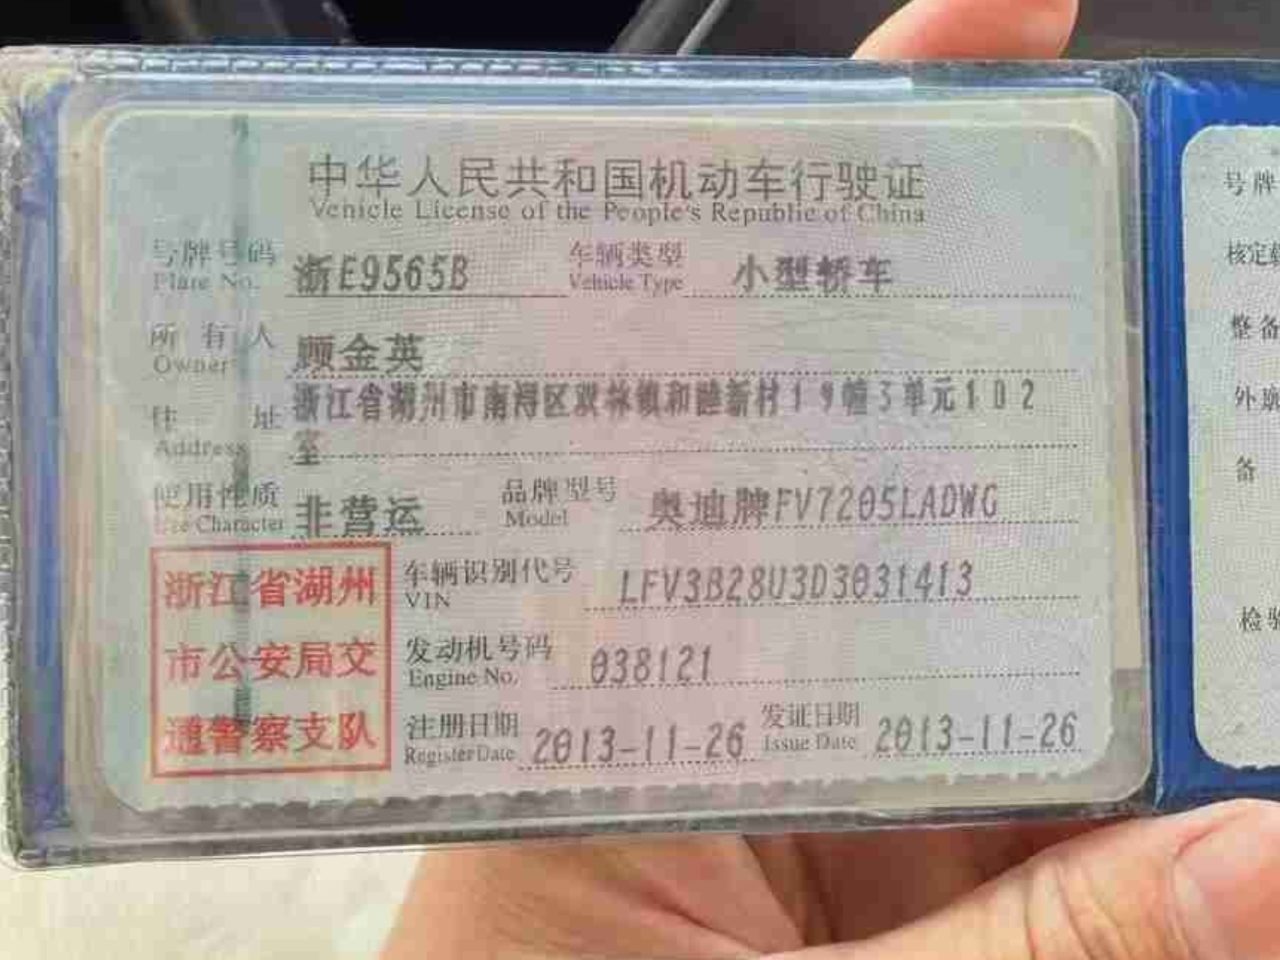 中华人民共和国机动车行驶证
Vehicle License of the People's Republic of China
号牌号码 浙E9565B 车辆类型 小型轿车
Plate No. Vehicle Type
所有人 顾金英
Owner
住址 浙江省湖州市南浔区双林镇和睦新村19幢3单元102
Address 室
使用性质 非营运 品牌型号 奥迪牌FV7205LADWG
Use Character Model
浙江省湖州 车辆识别代号 LFV3B28U3D3031413
VIN
市公安局交 发动机号码 038121
Engine No.
通警察支队 注册日期 2013-11-26 发证日期 2013-11-26
Register Date Issue Date
号牌
核定载
整备
外廓
备
检验